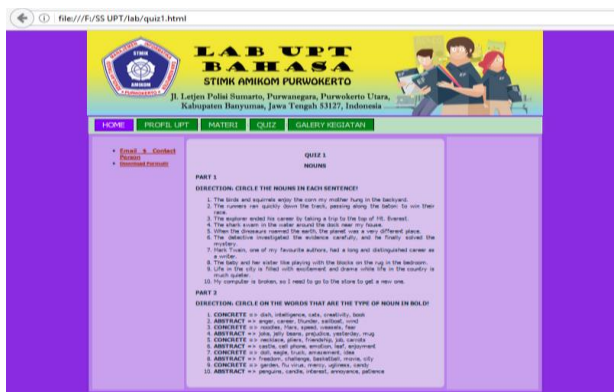 file:///F:/SS UPT/lab/quiz1.html
STMIK
AMIKOM
PURWOKERTO
LAB UPT
BAHASA
STIMK AMIKOM PURWOKERTO
Jl. Letjen Polisi Sumarto, Purwanegara, Purwokerto Utara,
Kabupaten Banyumas, Jawa Tengah 53127, Indonesia
HOME PROFIL UPT MATERI QUIZ GALERY KEGIATAN
Email $ Contact
Person
Download Formulir
QUIZ 1
NOUNS
PART 1
DIRECTION: CIRCLE THE NOUNS IN EACH SENTENCE!
1. The birds and squirrels enjoy the corn my mother hung in the backyard.
2. The runners ran quickly down the track, passing along the baton to win their
race.
3. The explorer ended his career by taking a trip to the top of Mt. Everest.
4. The shark swam in the water around the dock near my house.
5. When the dinosaurs roamed the earth, the planet was a very different place.
6. The detective investigated the evidence carefully, and he finally solved the
mystery.
7. Mark Twain, one of my favourite authors, had a long and distinguished career as
a writer.
8. The baby and her sister like playing with the blocks on the rug in the bedroom.
9. Life in the city is filled with excitement and drama while life in the country is
much quieter.
10. My computer is broken, so I need to go to the store to get a new one.
PART 3
DIRECTION: CIRCLE ON THE WORDS THAT ARE THE TYPE OF NOUN IN BOLD!
1. CONCRETE => dish, intelligence, cats, creativity, book
2. ABSTRACT => anger, career, thunder, sailboat, wind
3. CONCRETE => noodles, Mars, speed, weasels, fear
4. ABSTRACT => joke, jelly beans, prejudice, yesterday, mug
5. CONCRETE => necklace, pliers, friendship, job, carrots
6. ABSTRACT => castle, cell phone, emotion, leaf, enjoyment
7. CONCRETE => doll, eagle, truck, amusement, idea
8. ABSTRACT => freedom, challenge, basketball, movie, city
9. CONCRETE => garden, flu virus, mercy, ugliness, candy
10. ABSTRACT => penguins, candle, interest, annoyance, patience